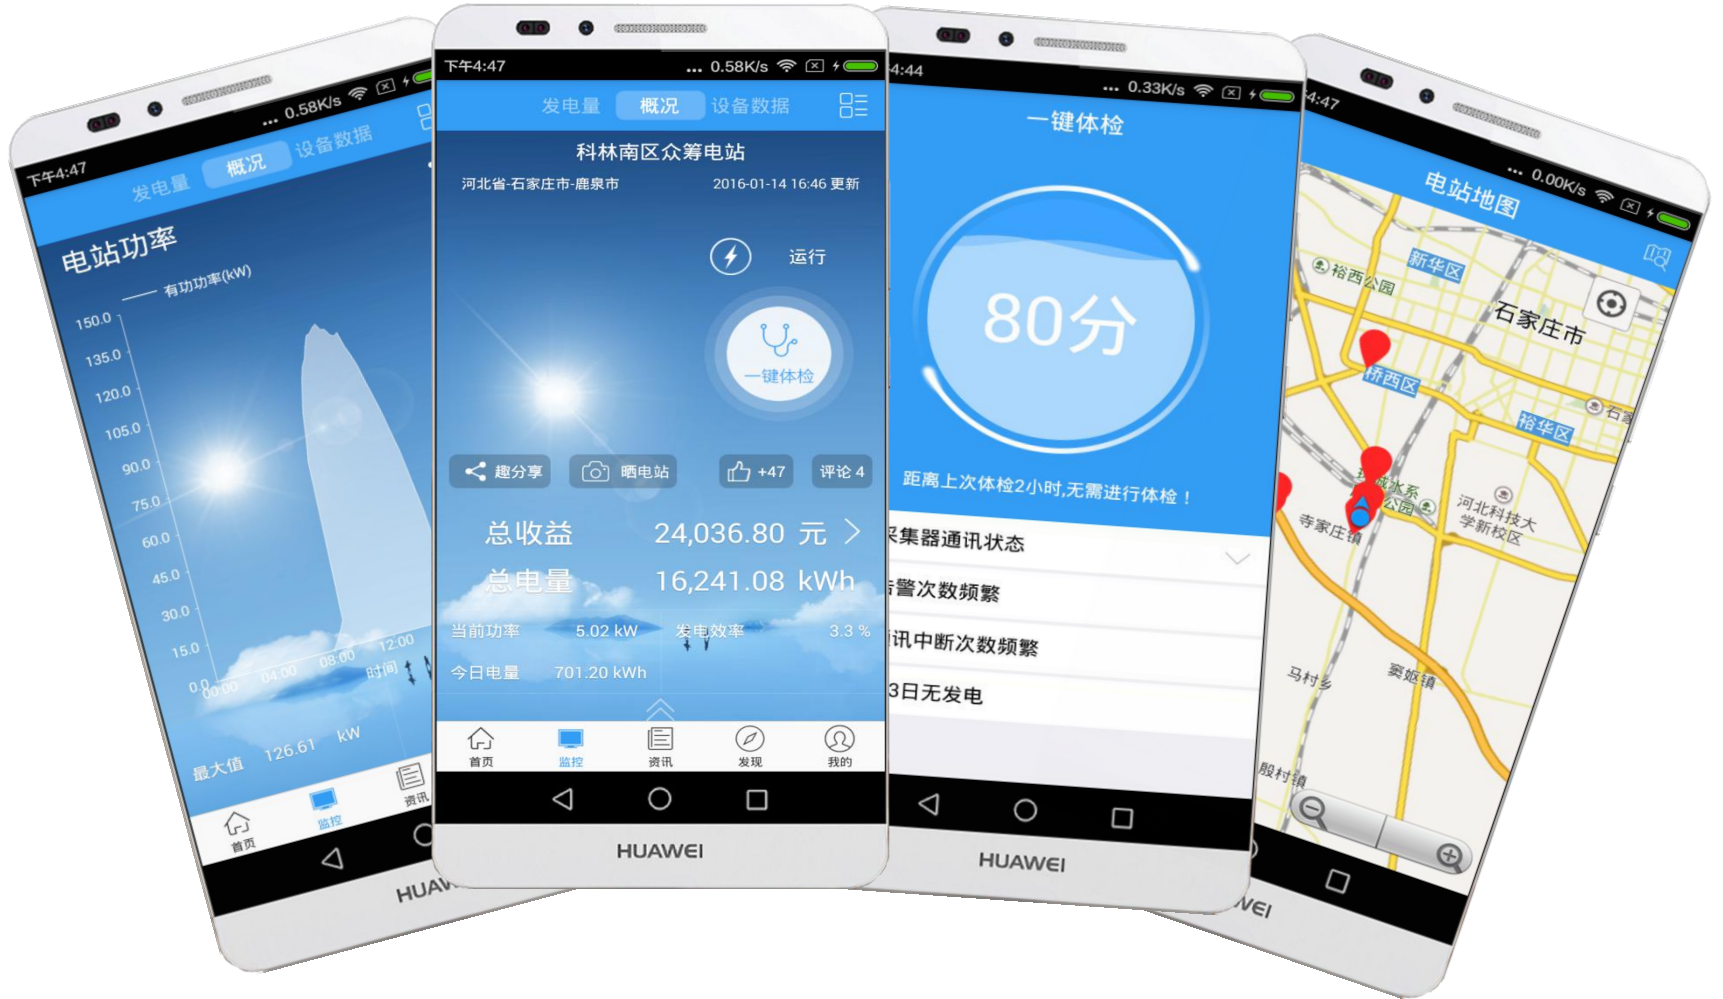 下午4:47
... 0.58K/s
发电量 概况 设备数据
电站功率
有功功率(kW)
150.0
135.0
120.0
105.0
90.0
75.0
60.0
45.0
30.0
15.0
0.0
00:00 04:00 08:00 12:00
时间
最大值 126.61 kW
首页 监控 资讯
下午4:47
... 0.58K/s
发电量 概况 设备数据
科林南区众筹电站
河北省-石家庄市-鹿泉市 2016-01-14 16:46 更新
运行
一键体检
趣分享 晒电站 +47 评论 4
总收益 24,036.80 元
总电量 16,241.08 kWh
当前功率 5.02 kW 发电效率 3.3 %
今日电量 701.20 kWh
首页 监控 资讯 发现 我的
HUAWEI
4:44
... 0.33K/s
一键体检
80分
距离上次体检2小时,无需进行体检！
采集器通讯状态
告警次数频繁
讯中断次数频繁
3日无发电
HUAWEI
4:47
... 0.00K/s
电站地图
新华区
裕西公园
石家庄市
桥西区
裕华区
石家
水系
公园
河北科技大
学新校区
寺家庄镇
马村乡
窦妪镇
殷村镇